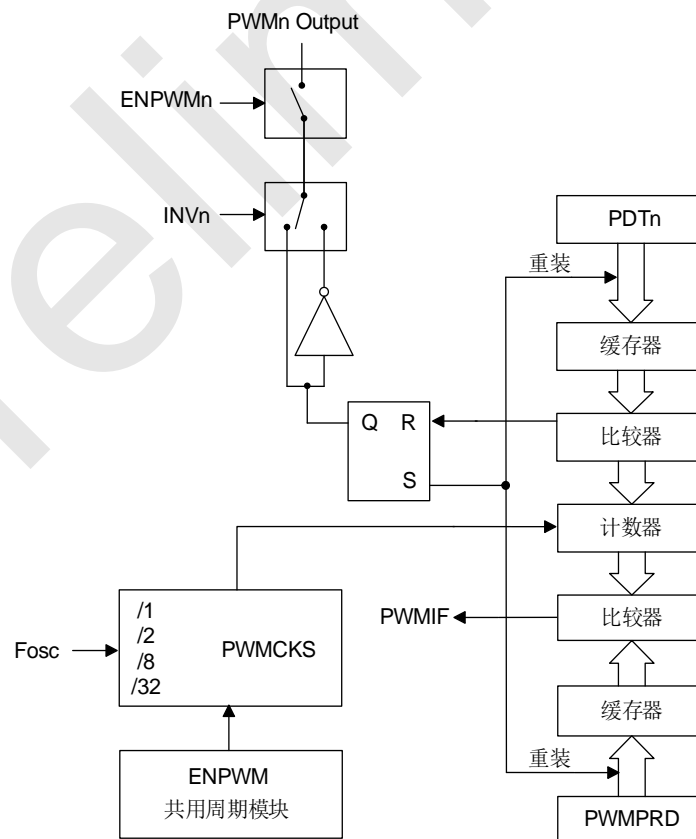 PWMn Output
ENPWMn
INVn
PDTn
重装
缓存器
Q R
比较器
S
计数器
/1
/2
/8
/32
PWMCKS
Fosc
PWMIF
比较器
缓存器
ENPWM
共用周期模块
重装
PWMPRD